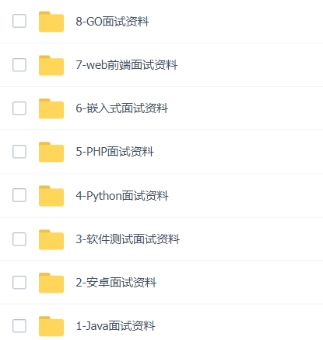 8-GO面试资料
7-web前端面试资料
6-嵌入式面试资料
5-PHP面试资料
4-Python面试资料
3-软件测试面试资料
2-安卓面试资料
1-Java面试资料